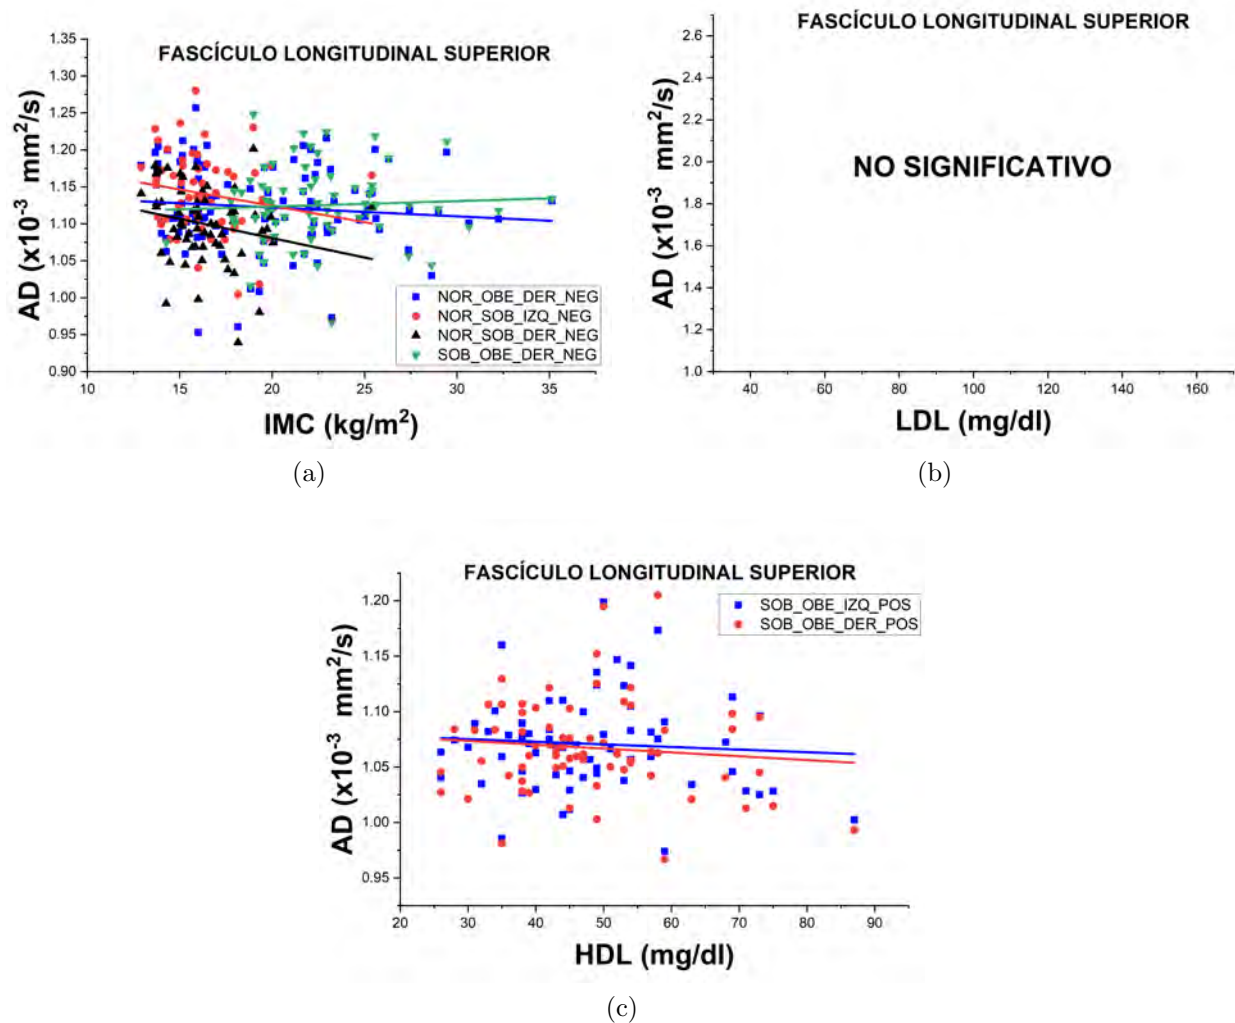 FASCÍCULO LONGITUDINAL SUPERIOR
1.35
1.30
1.25
1.20
1.15
1.10
1.05
1.00
0.95
0.90
AD (x10⁻³ mm²/s)
NOR_OBE_DER_NEG
NOR_SOB_IZQ_NEG
NOR_SOB_DER_NEG
SOB_OBE_DER_NEG
10 15 20 25 30 35
IMC (kg/m²)
(a)
FASCÍCULO LONGITUDINAL SUPERIOR
2.6
2.4
2.2
2.0
1.8
1.6
1.4
1.2
1.0
AD (x10⁻³ mm²/s)
NO SIGNIFICATIVO
40 60 80 100 120 140 160
LDL (mg/dl)
(b)
FASCÍCULO LONGITUDINAL SUPERIOR
1.20
1.15
1.10
1.05
1.00
0.95
AD (x10⁻³ mm²/s)
SOB_OBE_IZQ_POS
SOB_OBE_DER_POS
20 30 40 50 60 70 80 90
HDL (mg/dl)
(c)